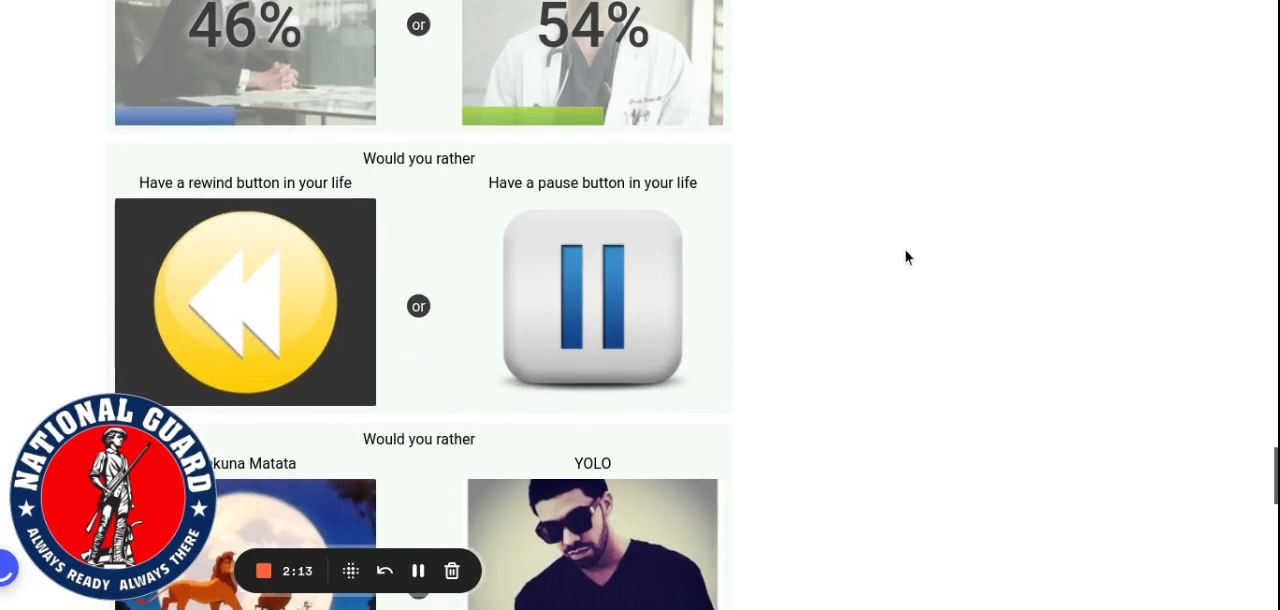 46%
or
54%
Would you rather
Have a rewind button in your life
Have a pause button in your life
or
Would you rather
kuna Matata
YOLO
NATIONAL GUARD
ALWAYS READY ALWAYS THERE
2:13